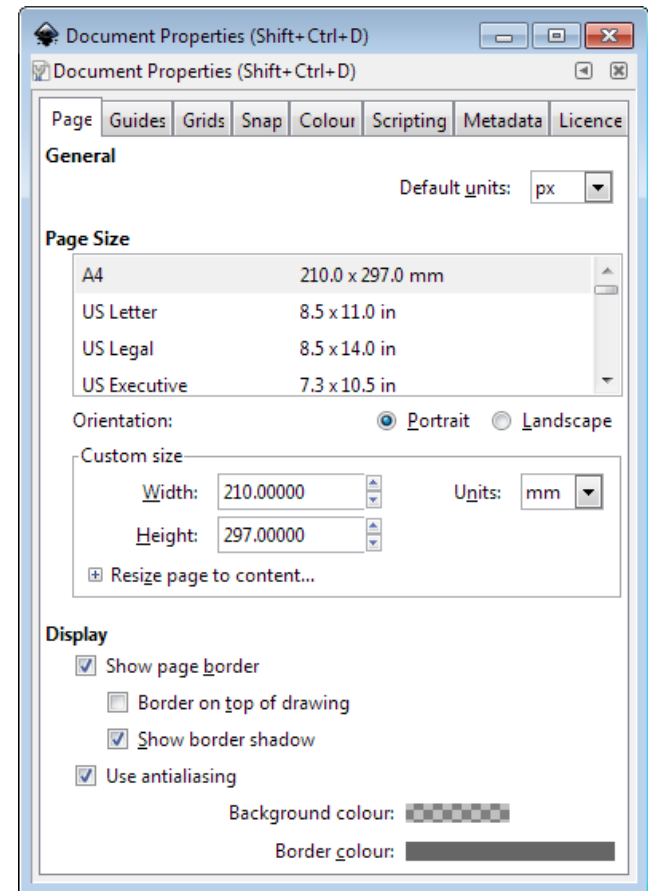 Document Properties (Shift+Ctrl+D)
Document Properties (Shift+Ctrl+D)
Page Guides Grids Snap Colour Scripting Metadata Licence
General
Default units: px
Page Size
A4 210.0 x 297.0 mm
US Letter 8.5 x 11.0 in
US Legal 8.5 x 14.0 in
US Executive 7.3 x 10.5 in
Orientation: Portrait Landscape
Custom size
Width: 210.00000 Units: mm
Height: 297.00000
Resize page to content...
Display
Show page border
Border on top of drawing
Show border shadow
Use antialiasing
Background colour:
Border colour: